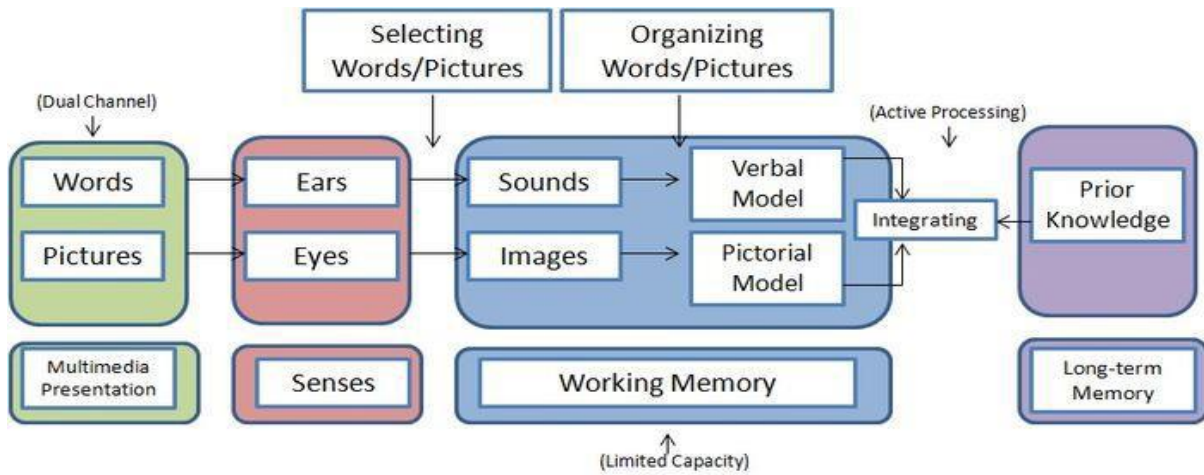 Selecting
Words/Pictures
Organizing
Words/Pictures
(Dual Channel)
(Active Processing)
Words
Ears
Sounds
Verbal
Model
Prior
Knowledge
Integrating
Pictures
Eyes
Images
Pictorial
Model
Multimedia
Presentation
Senses
Working Memory
Long-term
Memory
(Limited Capacity)